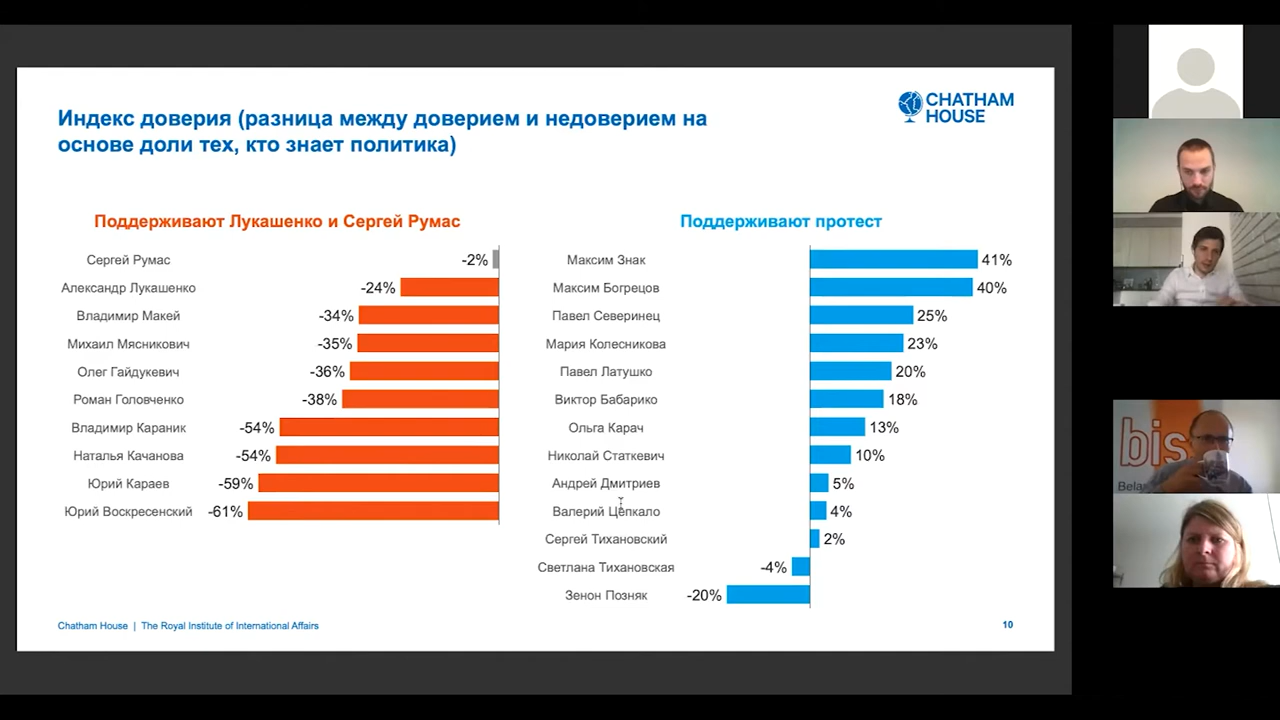 Индекс доверия (разница между доверием и недоверием на
основе доли тех, кто знает политика)
CHATHAM
HOUSE
Поддерживают Лукашенко и Сергей Румас
Сергей Румас -2%
Александр Лукашенко -24%
Владимир Макей -34%
Михаил Мясникович -35%
Олег Гайдукевич -36%
Роман Головченко -38%
Владимир Караник -54%
Наталья Качанова -54%
Юрий Караев -59%
Юрий Воскресенский -61%
Поддерживают протест
Максим Знак 41%
Максим Богрецов 40%
Павел Северинец 25%
Мария Колесникова 23%
Павел Латушко 20%
Виктор Бабарико 18%
Ольга Карач 13%
Николай Статкевич 10%
Андрей Дмитриев 5%
Валерий Цепкало 4%
Сергей Тихановский 2%
Светлана Тихановская -4%
Зенон Позняк -20%
Chatham House | The Royal Institute of International Affairs
10
bis
Bela